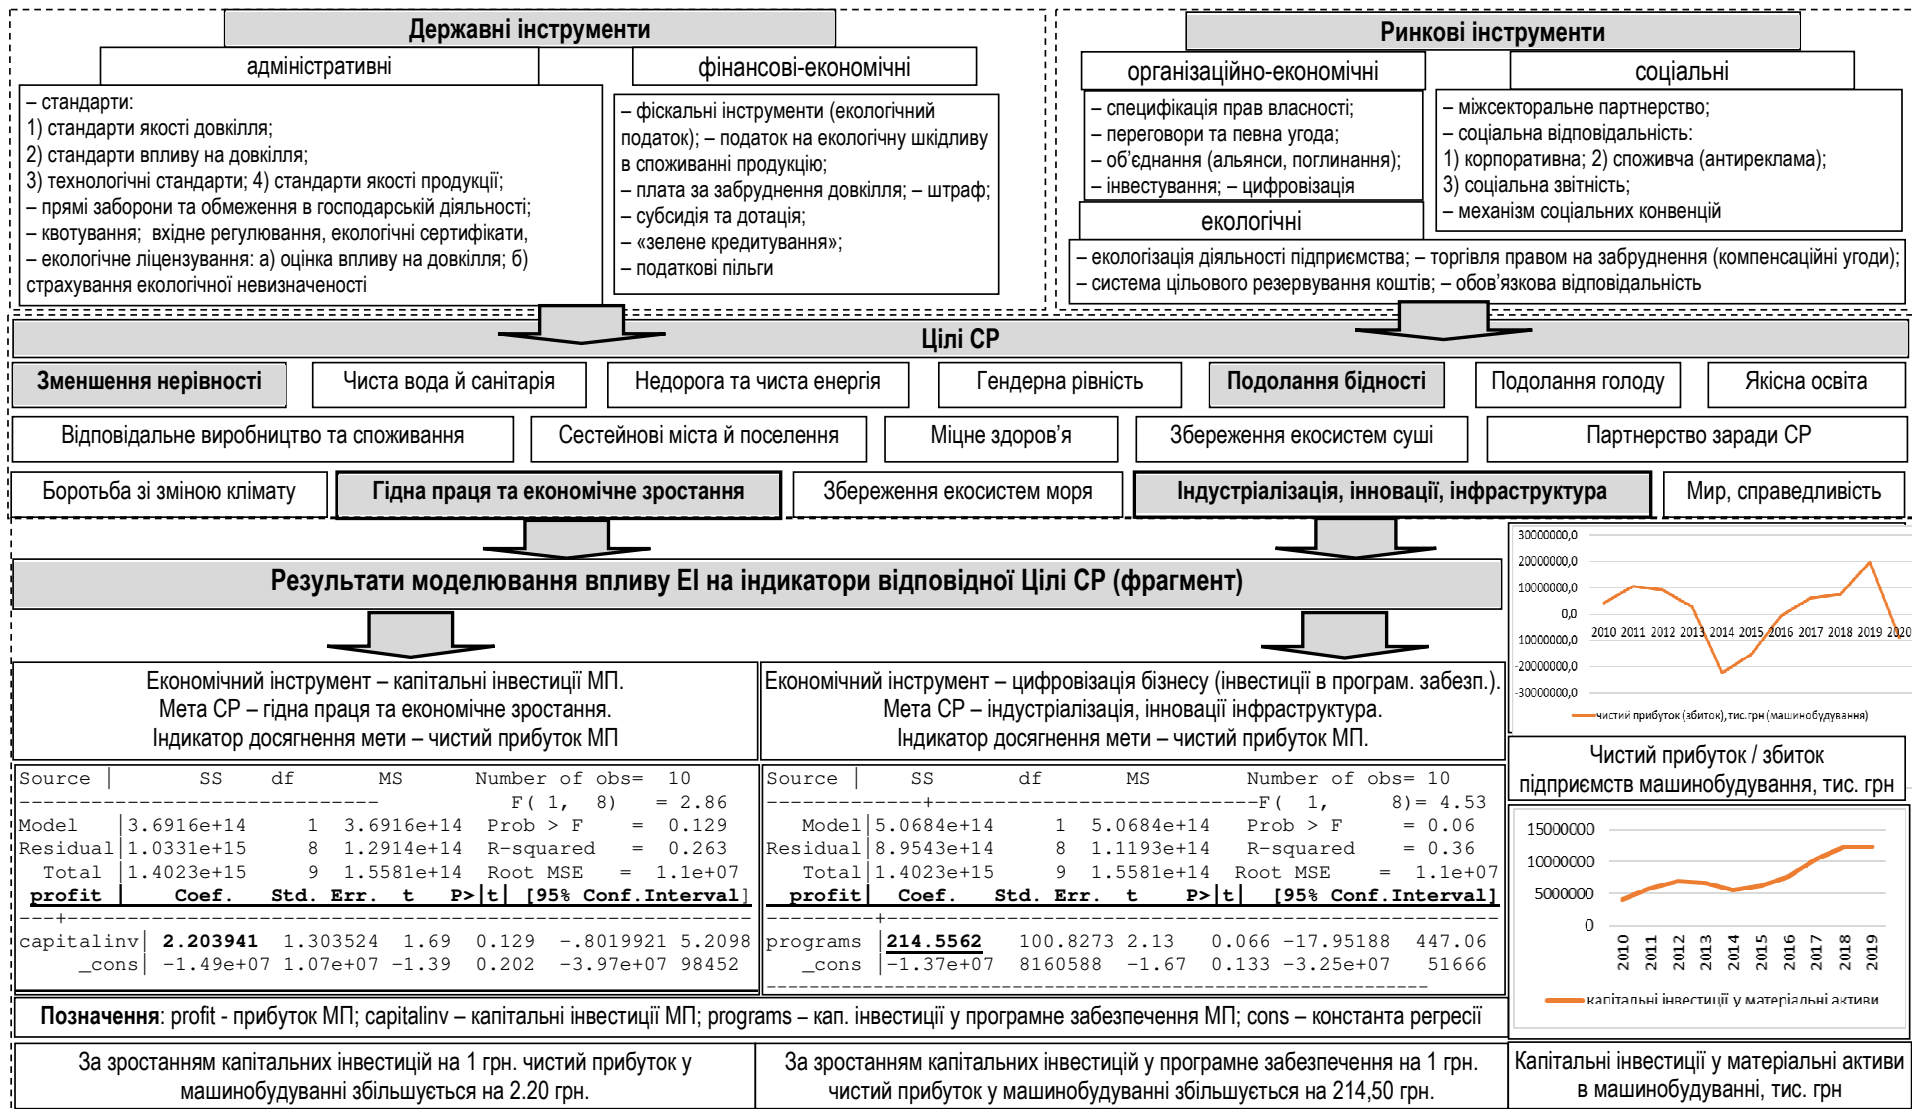 Державні інструменти
адміністративні
фінансові-економічні
– стандарти:
1) стандарти якості довкілля;
2) стандарти впливу на довкілля;
3) технологічні стандарти; 4) стандарти якості продукції;
– прямі заборони та обмеження в господарській діяльності;
– квотування;  вхідне регулювання, екологічні сертифікати,
– екологічне ліцензування: а) оцінка впливу на довкілля; б)
страхування екологічної невизначеності
– фіскальні інструменти (екологічний
податок); – податок на екологічну шкідливу
в споживанні продукцію;
– плата за забруднення довкілля; – штраф;
– субсидія та дотація;
– «зелене кредитування»;
– податкові пільги
Ринкові інструменти
організаційно-економічні
соціальні
– специфікація прав власності;
– переговори та певна угода;
– об’єднання (альянси, поглинання);
– інвестування; – цифровізація
– міжсекторальне партнерство;
– соціальна відповідальність:
1) корпоративна; 2) споживча (антиреклама);
3) соціальна звітність;
– механізм соціальних конвенцій
екологічні
– екологізація діяльності підприємства; – торгівля правом на забруднення (компенсаційні угоди);
– система цільового резервування коштів; – обов’язкова відповідальність
Цілі СР
Зменшення нерівності
Чиста вода й санітарія
Недорога та чиста енергія
Гендерна рівність
Подолання бідності
Подолання голоду
Якісна освіта
Відповідальне виробництво та споживання
Сестейнові міста й поселення
Міцне здоров’я
Збереження екосистем суші
Партнерство заради СР
Боротьба зі зміною клімату
Гідна праця та економічне зростання
Збереження екосистем моря
Індустріалізація, інновації, інфраструктура
Мир, справедливість
Результати моделювання впливу ЕІ на індикатори відповідної Цілі СР (фрагмент)
Економічний інструмент – капітальні інвестиції МП.
Мета СР – гідна праця та економічне зростання.
Індикатор досягнення мети – чистий прибуток МП
Економічний інструмент – цифровізація бізнесу (інвестиції в програм. забезп.).
Мета СР – індустріалізація, інновації інфраструктура.
Індикатор досягнення мети – чистий прибуток МП.
Source | SS df MS Number of obs= 10
------------------------------ F( 1, 8) = 2.86
Model |3.6916e+14 1 3.6916e+14 Prob > F = 0.129
Residual|1.0331e+15 8 1.2914e+14 R-squared = 0.263
Total |1.4023e+15 9 1.5581e+14 Root MSE = 1.1e+07
profit | Coef. Std. Err. t P>|t| [95% Conf.Interval]
---+----------------------------------------------------
capitalinv| 2.203941 1.303524 1.69 0.129 -.8019921 5.2098
_cons| -1.49e+07 1.07e+07 -1.39 0.202 -3.97e+07 98452
Source | SS df MS Number of obs= 10
-------------+---------------------------F( 1, 8)= 4.53
Model|5.0684e+14 1 5.0684e+14 Prob > F = 0.06
Residual|8.9543e+14 8 1.1193e+14 R-squared = 0.36
Total|1.4023e+15 9 1.5581e+14 Root MSE = 1.1e+07
profit| Coef. Std. Err. t P>|t| [95% Conf.Interval]
---------+-----------------------------------------------
programs |214.5562 100.8273 2.13 0.066 -17.95188 447.06
_cons |-1.37e+07 8160588 -1.67 0.133 -3.25e+07 51666
-----------------------------------------------------
Позначення: profit - прибуток МП; capitalinv – капітальні інвестиції МП; programs – кап. інвестиції у програмне забезпечення МП; cons – константа регресії
За зростанням капітальних інвестицій на 1 грн. чистий прибуток у
машинобудуванні збільшується на 2.20 грн.
За зростанням капітальних інвестицій у програмне забезпечення на 1 грн.
чистий прибуток у машинобудуванні збільшується на 214,50 грн.
30000000,0
20000000,0
10000000,0
0,0
2010 2011 2012 2013 2014 2015 2016 2017 2018 2019 2020
-10000000,0
-20000000,0
-30000000,0
чистий прибуток (збиток), тис.грн (машинобудування)
Чистий прибуток / збиток
підприємств машинобудування, тис. грн
15000000
10000000
5000000
0
2010 2011 2012 2013 2014 2015 2016 2017 2018 2019
капітальні інвестиції у матеріальні активи
Капітальні інвестиції у матеріальні активи
в машинобудуванні, тис. грн